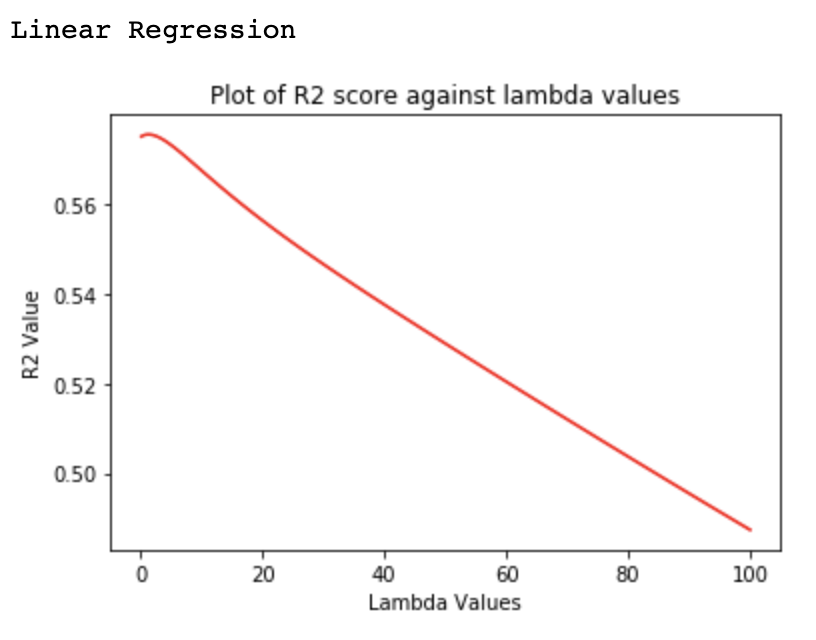 Linear Regression
Plot of R2 score against lambda values
R2 Value
0.56
0.54
0.52
0.50
0 20 40 60 80 100
Lambda Values